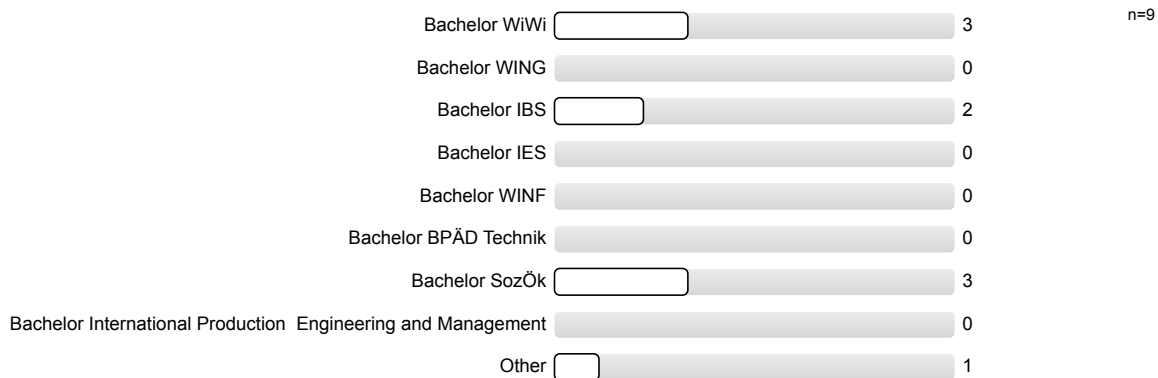 n=9
Bachelor WiWi 3
Bachelor WING 0
Bachelor IBS 2
Bachelor IES 0
Bachelor WINF 0
Bachelor BPÄD Technik 0
Bachelor SozÖk 3
Bachelor International Production  Engineering and Management 0
Other 1